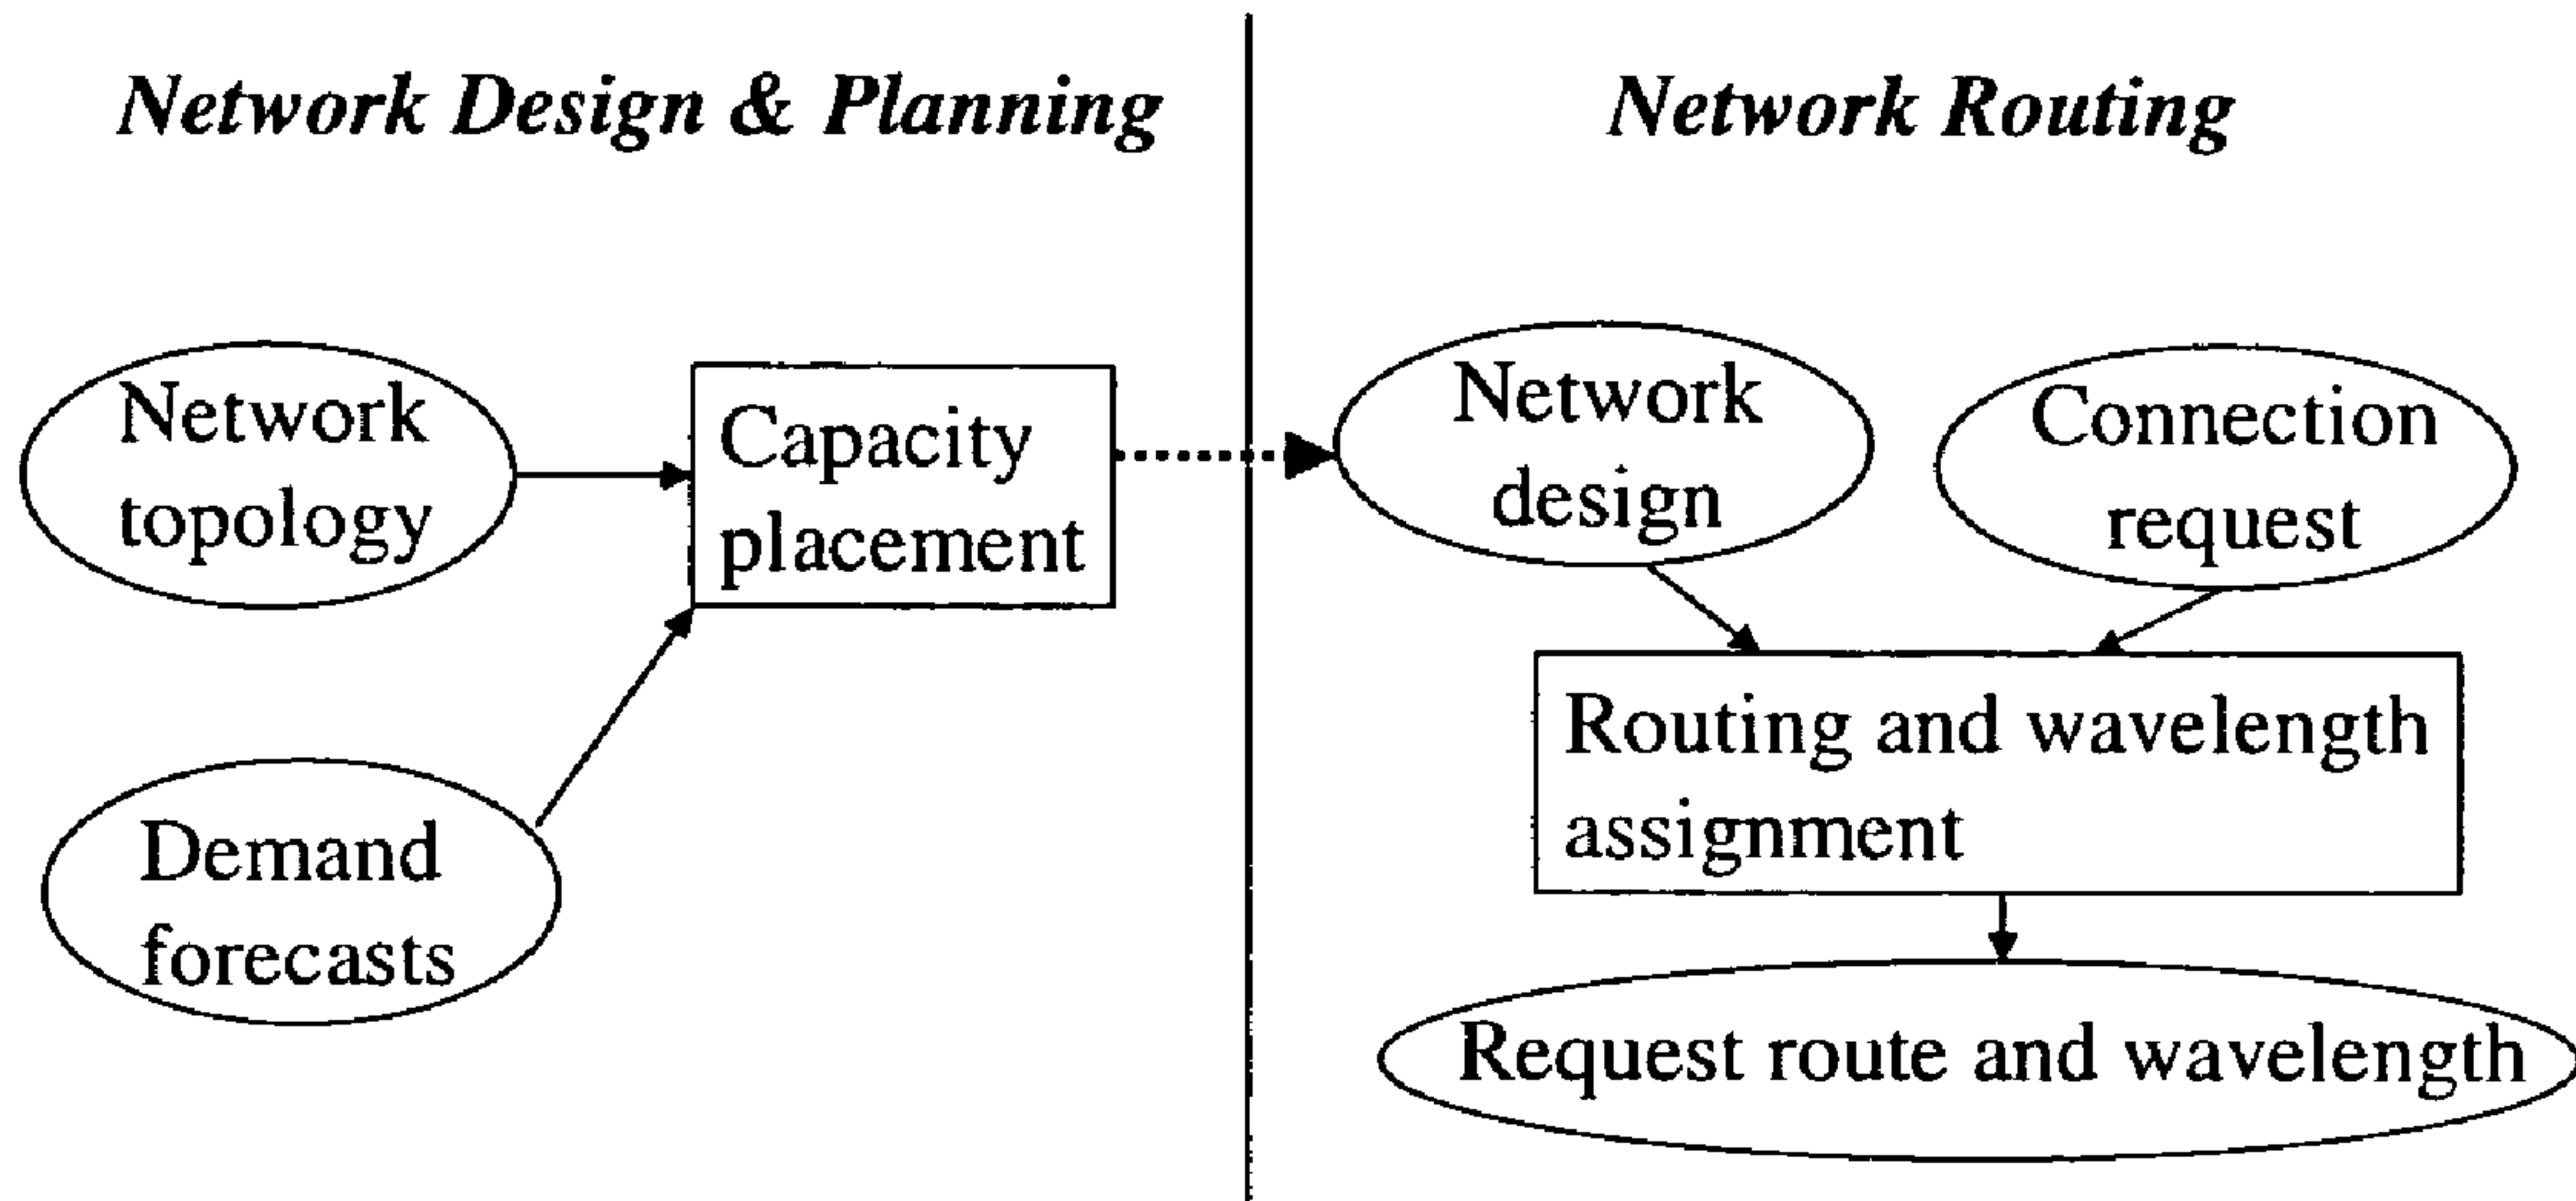 Network Design & Planning
Network
topology
Capacity
placement
Demand
forecasts
Network Routing
Network
design
Connection
request
Routing and wavelength
assignment
Request route and wavelength